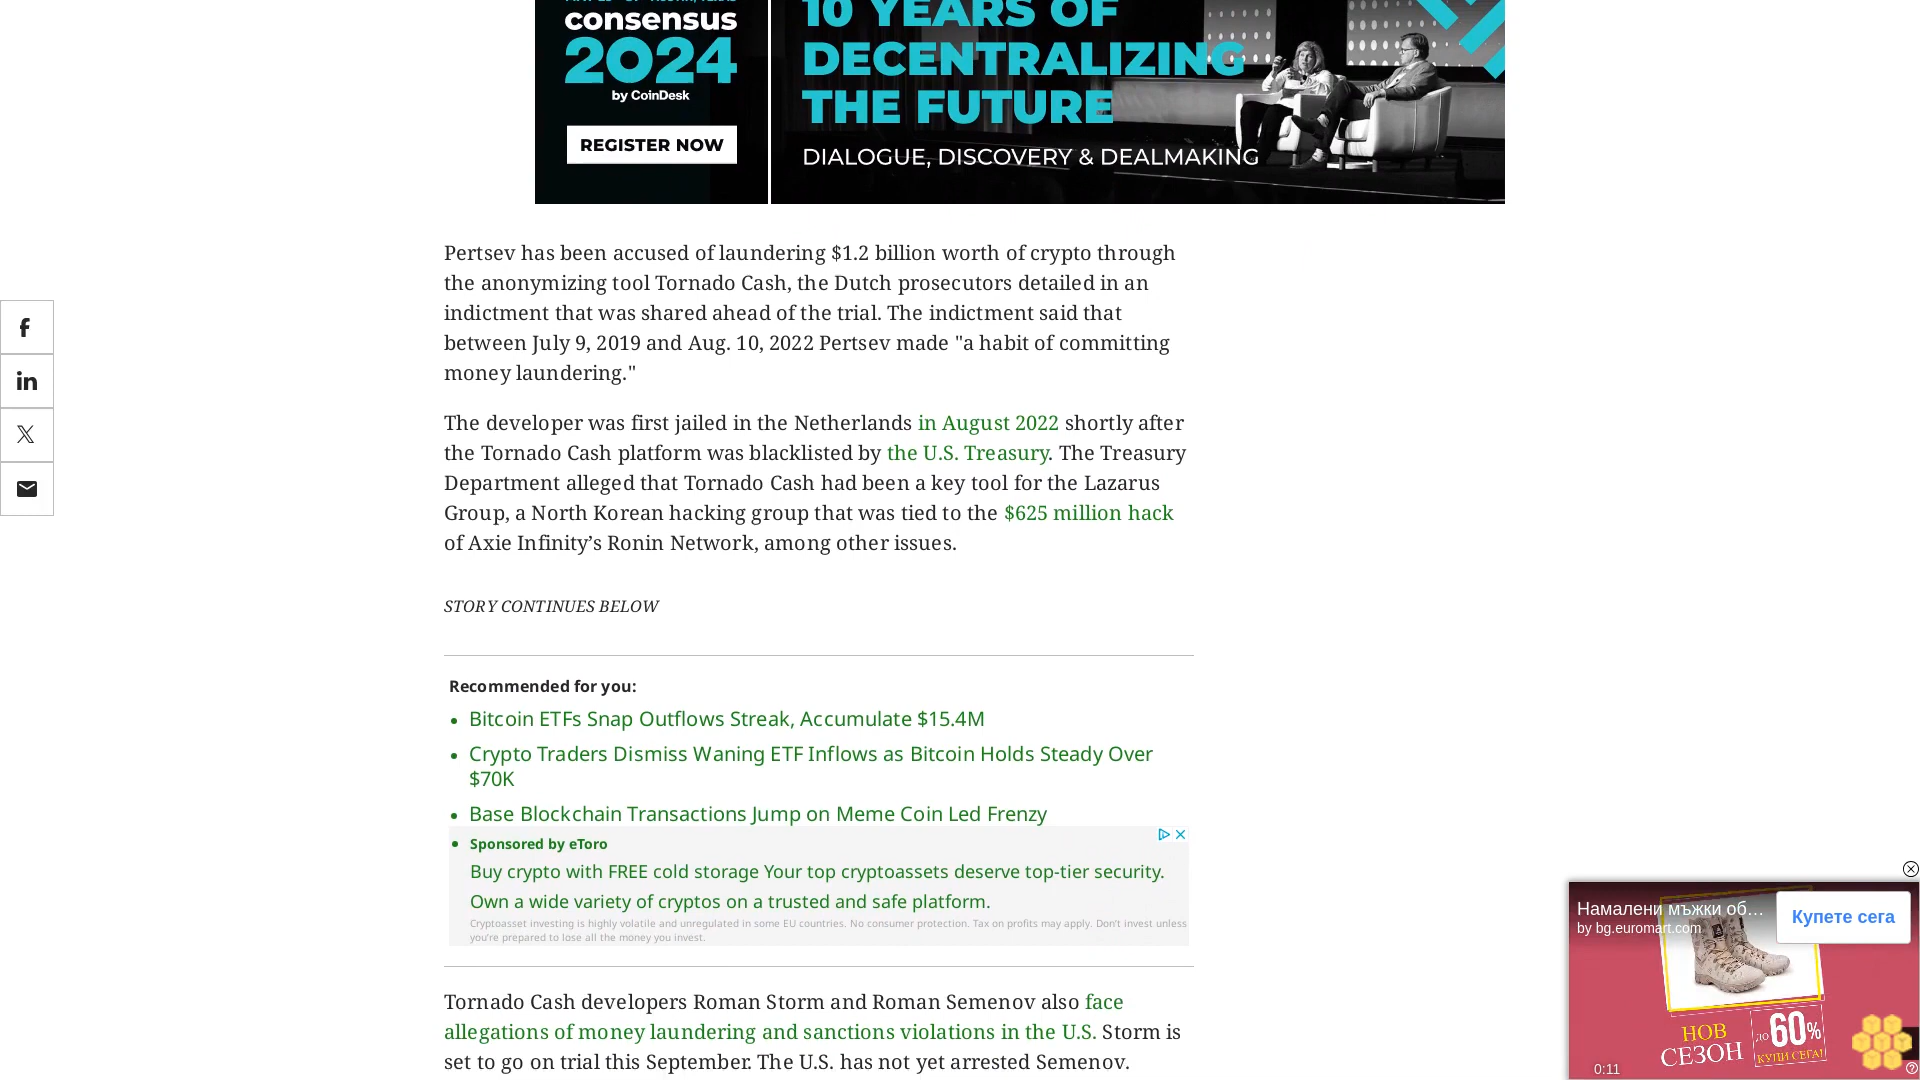 consensus
2024
by CoinDesk
REGISTER NOW
10 YEARS OF
DECENTRALIZING
THE FUTURE
DIALOGUE, DISCOVERY & DEALMAKING
Pertsev has been accused of laundering $1.2 billion worth of crypto through
the anonymizing tool Tornado Cash, the Dutch prosecutors detailed in an
indictment that was shared ahead of the trial. The indictment said that
between July 9, 2019 and Aug. 10, 2022 Pertsev made "a habit of committing
money laundering."
The developer was first jailed in the Netherlands in August 2022 shortly after
the Tornado Cash platform was blacklisted by the U.S. Treasury. The Treasury
Department alleged that Tornado Cash had been a key tool for the Lazarus
Group, a North Korean hacking group that was tied to the $625 million hack
of Axie Infinity’s Ronin Network, among other issues.
STORY CONTINUES BELOW
Recommended for you:
• Bitcoin ETFs Snap Outflows Streak, Accumulate $15.4M
• Crypto Traders Dismiss Waning ETF Inflows as Bitcoin Holds Steady Over
$70K
• Base Blockchain Transactions Jump on Meme Coin Led Frenzy
• Sponsored by eToro
Buy crypto with FREE cold storage Your top cryptoassets deserve top-tier security.
Own a wide variety of cryptos on a trusted and safe platform.
Cryptoasset investing is highly volatile and unregulated in some EU countries. No consumer protection. Tax on profits may apply. Don’t invest unless
you’re prepared to lose all the money you invest.
Tornado Cash developers Roman Storm and Roman Semenov also face
allegations of money laundering and sanctions violations in the U.S. Storm is
set to go on trial this September. The U.S. has not yet arrested Semenov.
Намалени мъжки об...
by bg.euromart.com
Купете сега
НОВ
СЕЗОН
ДО 60%
КУПИ СЕГА!
0:11